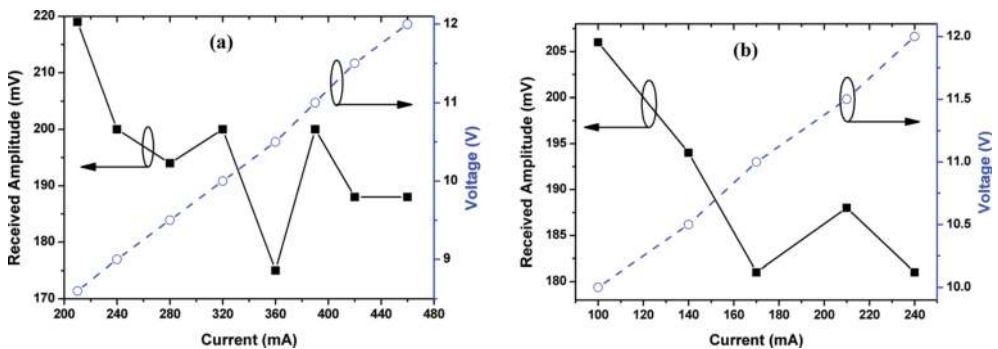 (a)
Received Amplitude (mV)
220
210
200
190
180
170
200 240 280 320 360 400 440 480
Current (mA)
12
11
10
9
Voltage (V)
(b)
Received Amplitude (mV)
205
200
195
190
185
180
100 120 140 160 180 200 220 240
Current (mA)
12.0
11.5
11.0
10.5
10.0
Voltage (V)